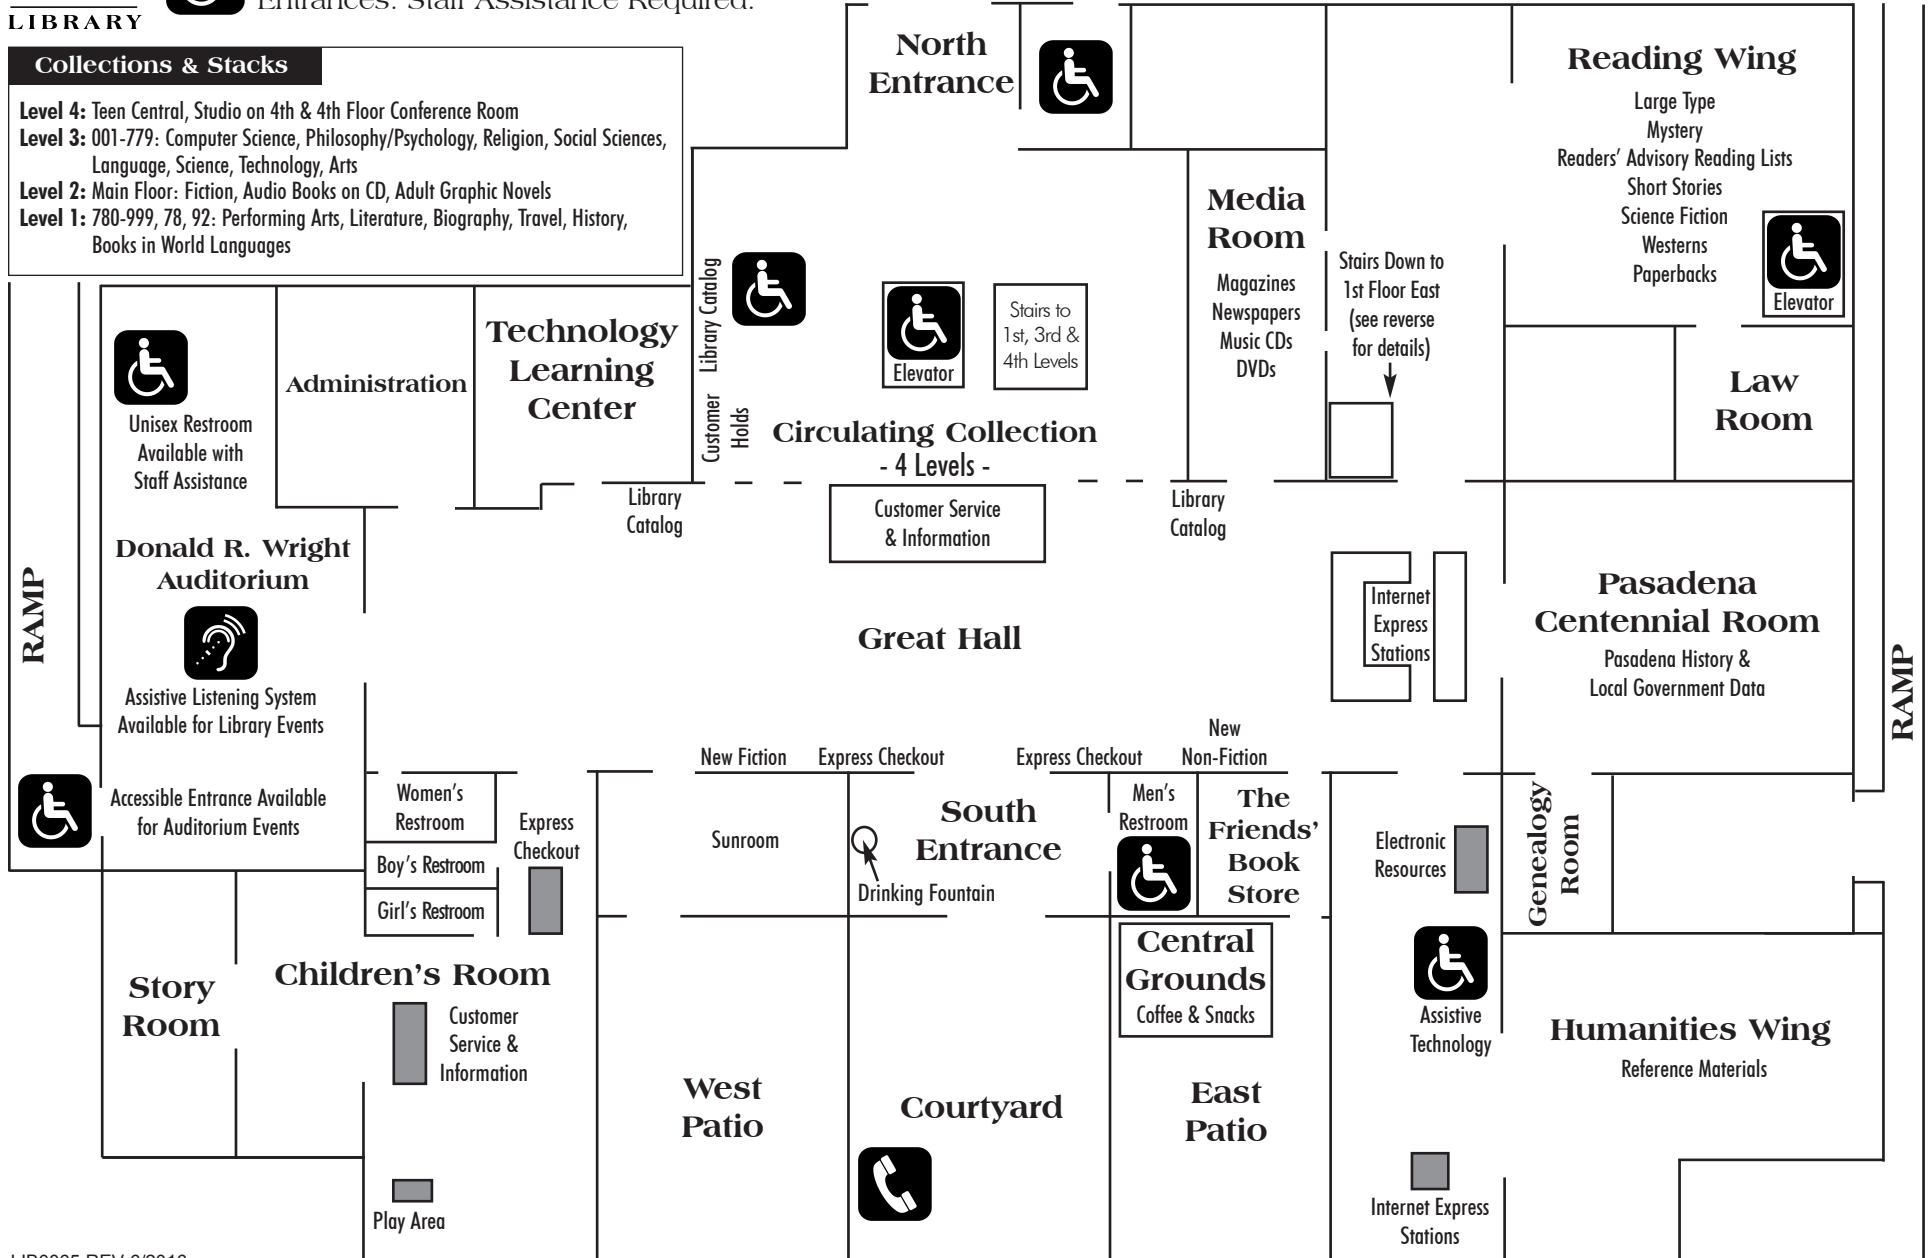 LIBRARY
Entrances. Staff Assistance Required.
Collections & Stacks
Level 4: Teen Central, Studio on 4th & 4th Floor Conference Room
Level 3: 001-779: Computer Science, Philosophy/Psychology, Religion, Social Sciences,
Language, Science, Technology, Arts
Level 2: Main Floor: Fiction, Audio Books on CD, Adult Graphic Novels
Level 1: 780-999, 78, 92: Performing Arts, Literature, Biography, Travel, History,
Books in World Languages
North
Entrance
Reading Wing
Large Type
Mystery
Readers’ Advisory Reading Lists
Short Stories
Science Fiction
Westerns
Paperbacks
Elevator
Media
Room
Magazines
Newspapers
Music CDs
DVDs
Stairs Down to
1st Floor East
(see reverse
for details)
Law
Room
Unisex Restroom
Available with
Staff Assistance
Administration
Technology
Learning
Center
Library Catalog
Customer
Holds
Elevator
Stairs to
1st, 3rd &
4th Levels
Circulating Collection
- 4 Levels -
Library
Catalog
Customer Service
& Information
Library
Catalog
RAMP
Donald R. Wright
Auditorium
Assistive Listening System
Available for Library Events
Accessible Entrance Available
for Auditorium Events
Great Hall
Internet
Express
Stations
Pasadena
Centennial Room
Pasadena History &
Local Government Data
RAMP
New Fiction
Express Checkout
Express Checkout
New
Non-Fiction
Women’s
Restroom
Boy’s Restroom
Girl’s Restroom
Express
Checkout
Sunroom
South
Entrance
Drinking Fountain
Men’s
Restroom
The
Friends’
Book
Store
Electronic
Resources
Genealogy
Room
Story
Room
Children’s Room
Customer
Service &
Information
Play Area
West
Patio
Courtyard
Central
Grounds
Coffee & Snacks
East
Patio
Assistive
Technology
Humanities Wing
Reference Materials
Internet Express
Stations